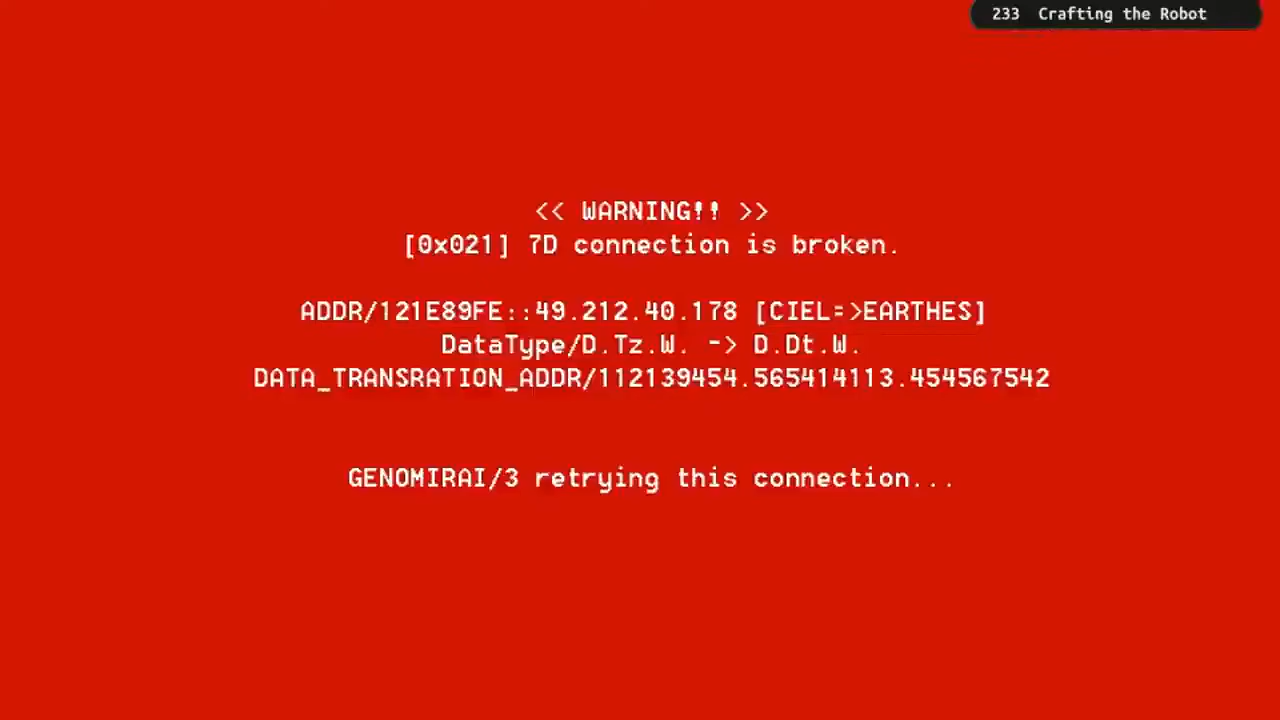 233 Crafting the Robot
<< WARNING!! >>
[0x021] 7D connection is broken.
ADDR/121E89FE::49.212.40.178 [CIEL=>EARTHES]
DataType/D.Tz.W. -> D.Dt.W.
DATA_TRANSRATION_ADDR/112139454.565414113.454567542
GENOMIRAI/3 retrying this connection...